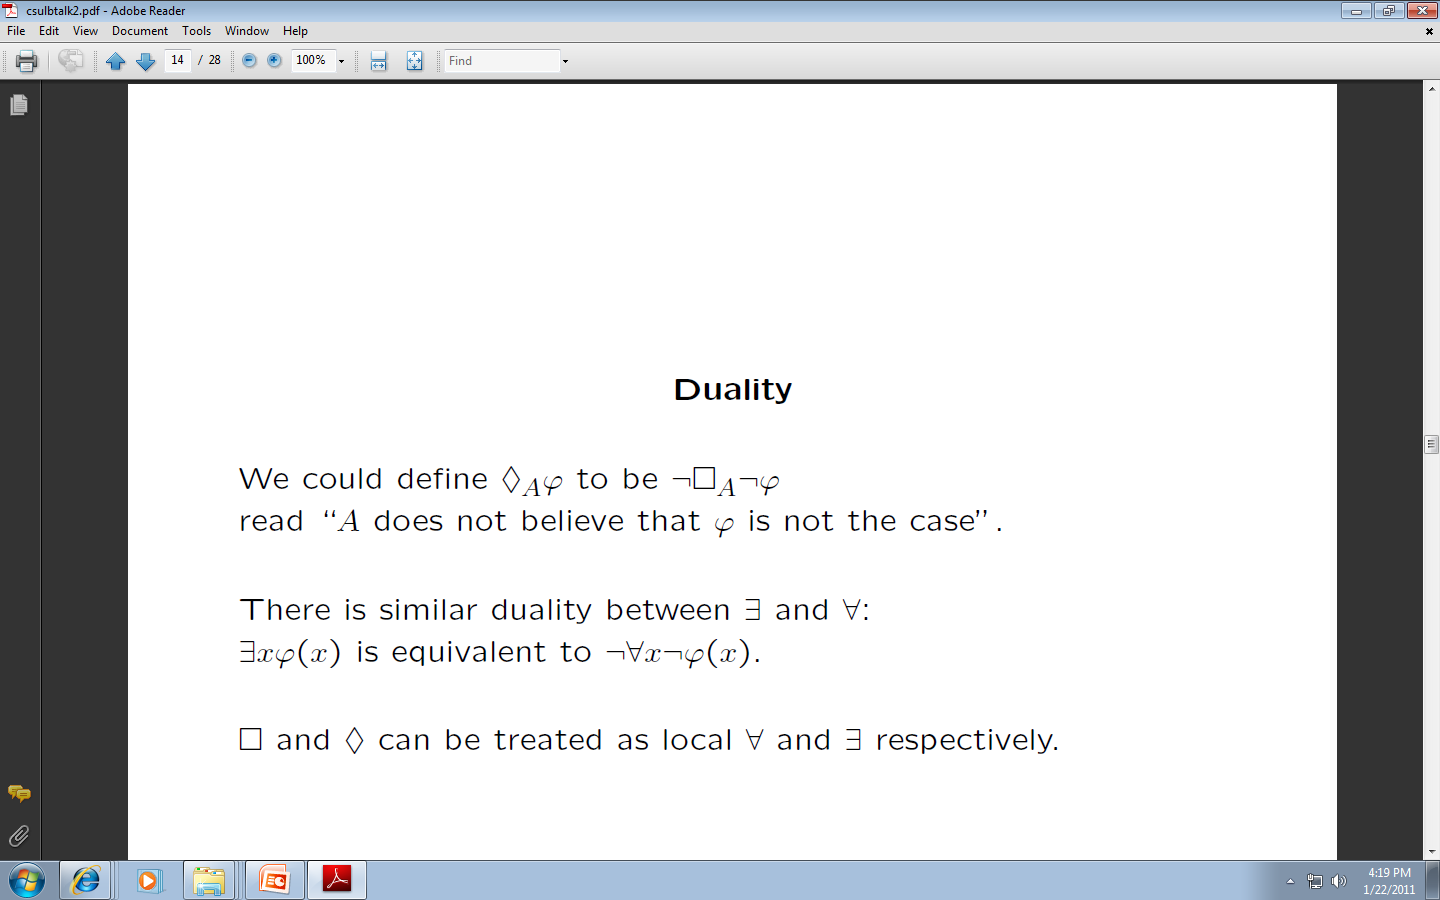 csulbtalk2.pdf - Adobe Reader
File Edit View Document Tools Window Help
14 / 28 100% Find
Duality
We could define ◊_Aφ to be ¬□_A¬φ
read “A does not believe that φ is not the case”.
There is similar duality between ∃ and ∀:
∃xφ(x) is equivalent to ¬∀x¬φ(x).
□ and ◊ can be treated as local ∀ and ∃ respectively.
4:19 PM
1/22/2011